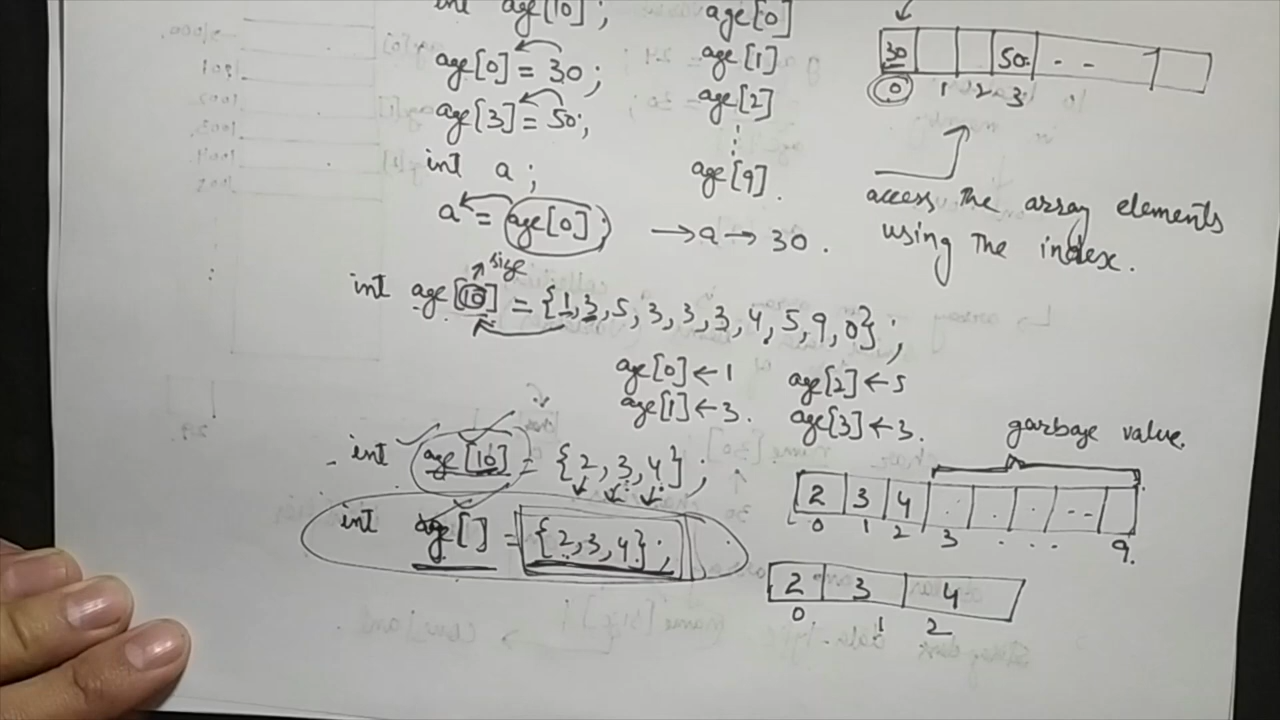 int age[10] ;
age[0] = 30 ;
age[3] = 50 ;
int a ;
a = age[0] ; → a → 30 .
age[0]
age[1]
age[2]
age[9] .
30 50 . - -
0 1 2 3
access the array elements
using the index .
size
int age[10] = {1,3,5,3,3,3,4,5,9,0} ;
age[0] ← 1 age[2] ← 5
age[1] ← 3 . age[3] ← 3 .
garbage value .
int age[10] = {2,3,4} ;
2 3 4 . . . - -
0 1 2 3 . . . 9 .
int age[ ] = {2,3,4} ;
2 3 4
0 1 2